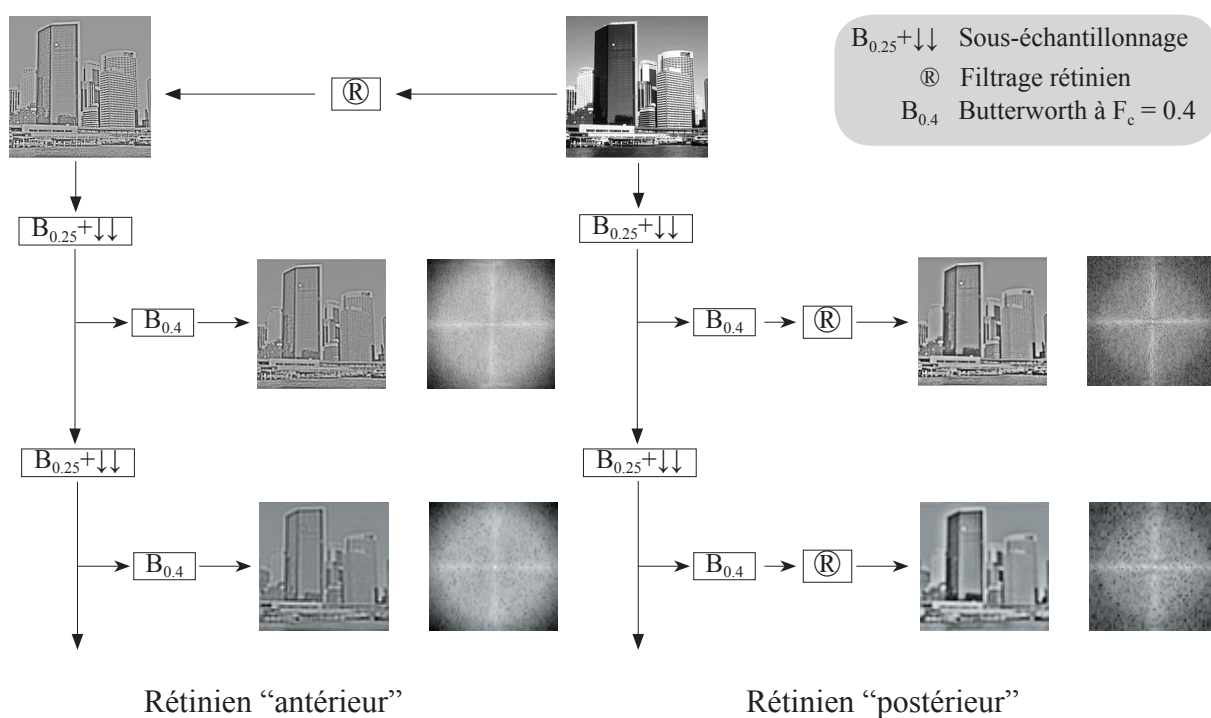 B0.25+↓↓ Sous-échantillonnage
® Filtrage rétinien
B0.4 Butterworth à Fc = 0.4
®
B0.25+↓↓
B0.25+↓↓
B0.4
B0.4
®
B0.25+↓↓
B0.25+↓↓
B0.4
B0.4
®
Rétinien “antérieur”
Rétinien “postérieur”